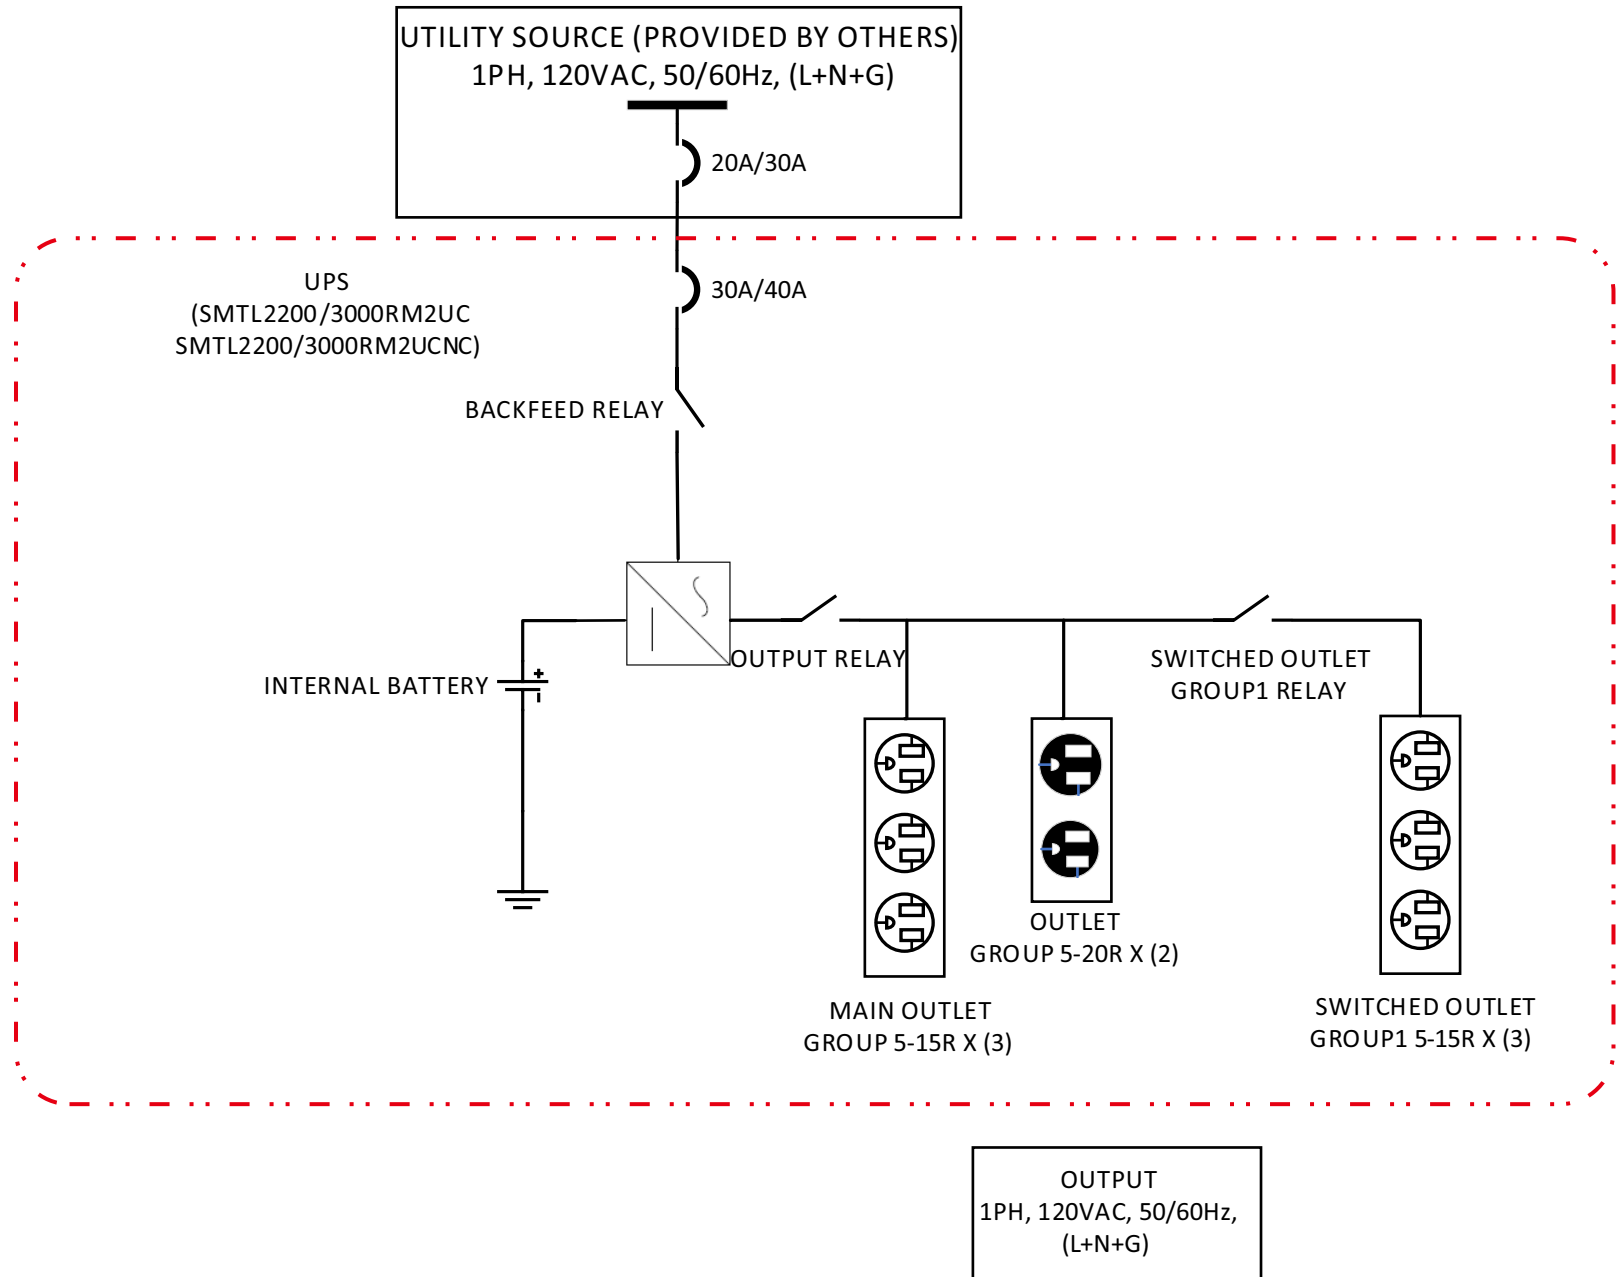 UTILITY SOURCE (PROVIDED BY OTHERS)
1PH, 120VAC, 50/60Hz, (L+N+G)
20A/30A
30A/40A
UPS
(SMTL2200/3000RM2UC
SMTL2200/3000RM2UCNC)
BACKFEED RELAY
OUTPUT RELAY
SWITCHED OUTLET
GROUP1 RELAY
INTERNAL BATTERY
OUTLET
GROUP 5-20R X (2)
MAIN OUTLET
GROUP 5-15R X (3)
SWITCHED OUTLET
GROUP1 5-15R X (3)
OUTPUT
1PH, 120VAC, 50/60Hz,
(L+N+G)